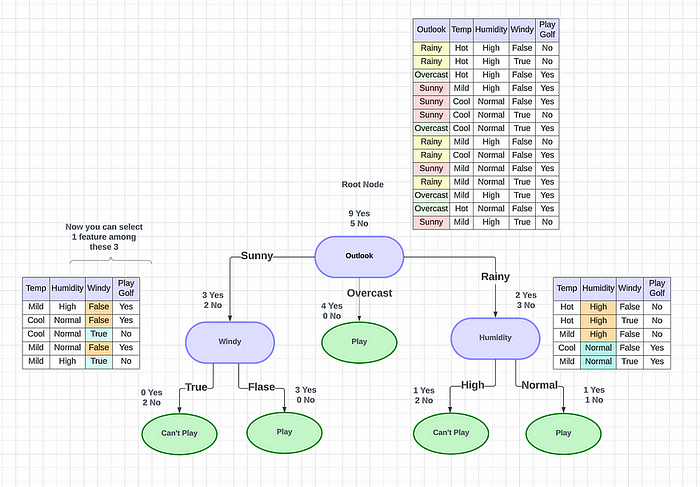 Outlook Temp Humidity Windy Play Golf
Rainy Hot High False No
Rainy Hot High True No
Overcast Hot High False Yes
Sunny Mild High False Yes
Sunny Cool Normal False Yes
Sunny Cool Normal True No
Overcast Cool Normal True Yes
Rainy Mild High False No
Rainy Cool Normal False Yes
Sunny Mild Normal False Yes
Rainy Mild Normal True Yes
Overcast Mild High True Yes
Overcast Hot Normal False Yes
Sunny Mild High True No
Root Node
9 Yes
5 No
Outlook
Now you can select
1 feature among
these 3
Sunny
Overcast
Rainy
Temp Humidity Windy Play Golf
Mild High False Yes
Cool Normal False Yes
Cool Normal True No
Mild Normal False Yes
Mild High True No
3 Yes
2 No
Windy
4 Yes
0 No
Play
2 Yes
3 No
Humidity
Temp Humidity Windy Play Golf
Hot High False No
Hot High True No
Mild High False No
Cool Normal False Yes
Mild Normal True Yes
0 Yes
2 No
True
Flase
3 Yes
0 No
1 Yes
2 No
High
Normal
1 Yes
1 No
Can't Play
Play
Can't Play
Play